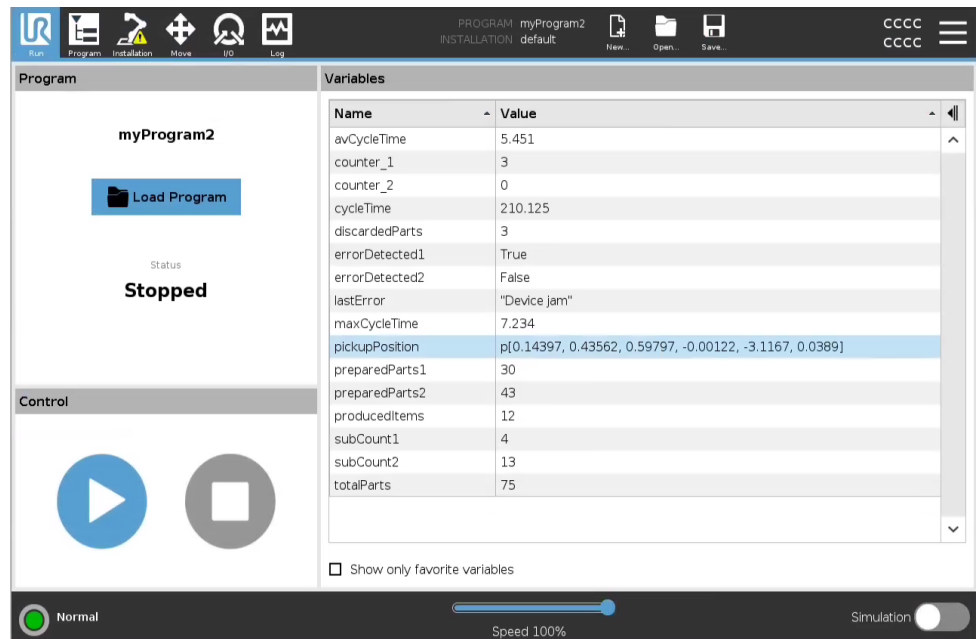 UR
Run
Program
Installation
Move
I/O
Log
PROGRAM myProgram2
INSTALLATION default
New...
Open...
Save...
CCCC
CCCC
Program
myProgram2
Load Program
Status
Stopped
Control
Variables
Name Value
avCycleTime 5.451
counter_1 3
counter_2 0
cycleTime 210.125
discardedParts 3
errorDetected1 True
errorDetected2 False
lastError "Device jam"
maxCycleTime 7.234
pickupPosition p[0.14397, 0.43562, 0.59797, -0.00122, -3.1167, 0.0389]
preparedParts1 30
preparedParts2 43
producedItems 12
subCount1 4
subCount2 13
totalParts 75
Show only favorite variables
Normal
Speed 100%
Simulation